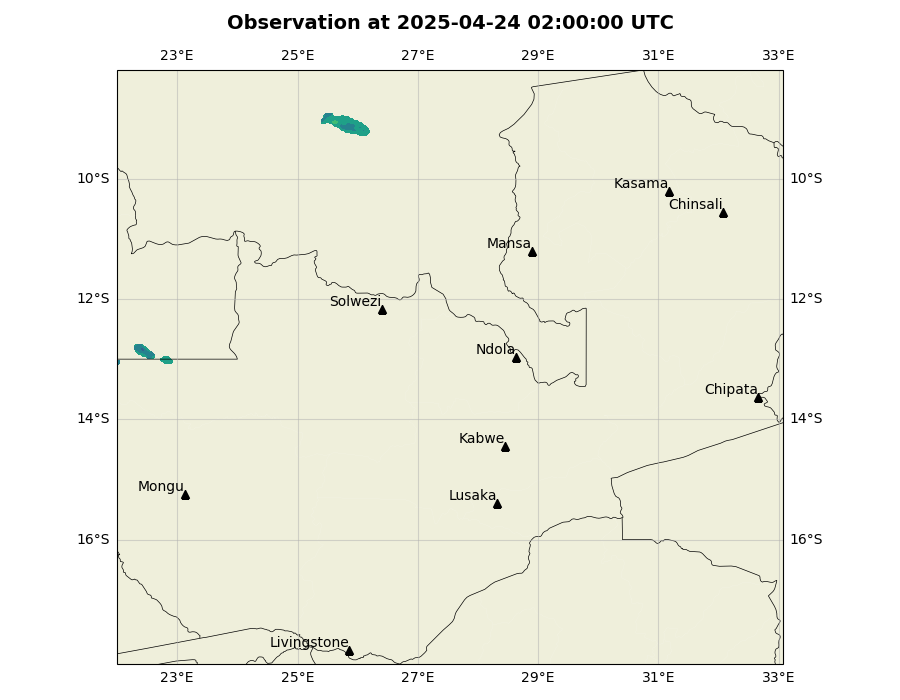 Observation at 2025-04-24 02:00:00 UTC
23°E 25°E 27°E 29°E 31°E 33°E
10°S 10°S
Kasama
Chinsali
Mansa
12°S 12°S
Solwezi
Ndola
Chipata
14°S 14°S
Kabwe
Mongu
Lusaka
16°S 16°S
Livingstone
23°E 25°E 27°E 29°E 31°E 33°E